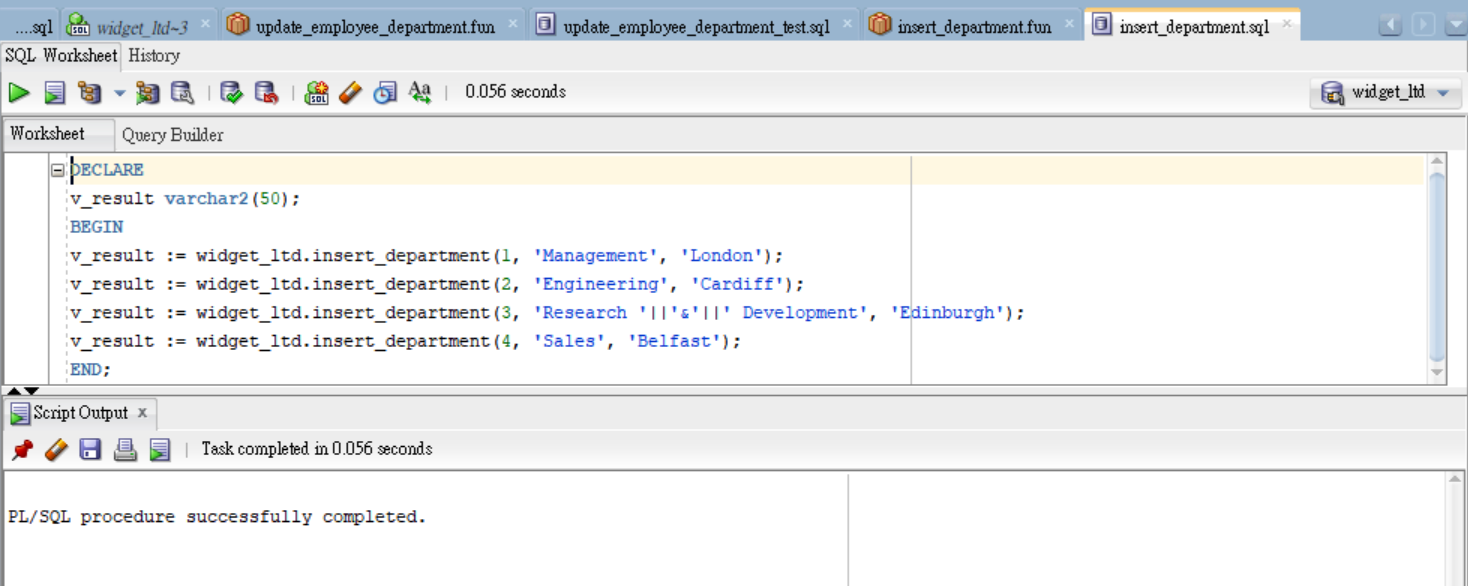 ....sql widget_ltd~3 update_employee_department.fun update_employee_department_test.sql insert_department.fun insert_department.sql
SQL Worksheet History
0.056 seconds widget_ltd
Worksheet Query Builder
DECLARE
v_result varchar2(50);
BEGIN
v_result := widget_ltd.insert_department(1, 'Management', 'London');
v_result := widget_ltd.insert_department(2, 'Engineering', 'Cardiff');
v_result := widget_ltd.insert_department(3, 'Research '||'&'||' Development', 'Edinburgh');
v_result := widget_ltd.insert_department(4, 'Sales', 'Belfast');
END;
Script Output x
Task completed in 0.056 seconds
PL/SQL procedure successfully completed.